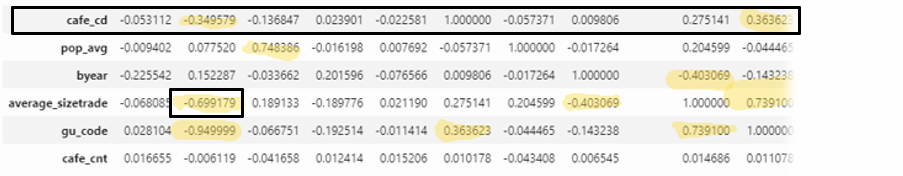 cafe_cd -0.053112 -0.349579 -0.136847 0.023901 -0.022581 1.000000 -0.057371 0.009806 0.275141 0.363623
pop_avg -0.009402 0.077520 0.748386 -0.016198 0.007692 -0.057371 1.000000 -0.017264 0.204599 -0.044465
byear -0.225542 0.152287 -0.033662 0.201596 -0.076566 0.009806 -0.017264 1.000000 -0.403069 -0.143238
average_sizetrade -0.068085 -0.699179 0.189133 -0.189776 0.021190 0.275141 0.204599 -0.403069 1.000000 0.739100
gu_code 0.028104 -0.949999 -0.066751 -0.192514 -0.011414 0.363623 -0.044465 -0.143238 0.739100 1.000000
cafe_cnt 0.016655 -0.006119 -0.041658 0.012414 0.015206 0.010178 -0.043408 0.006545 0.014686 0.011078